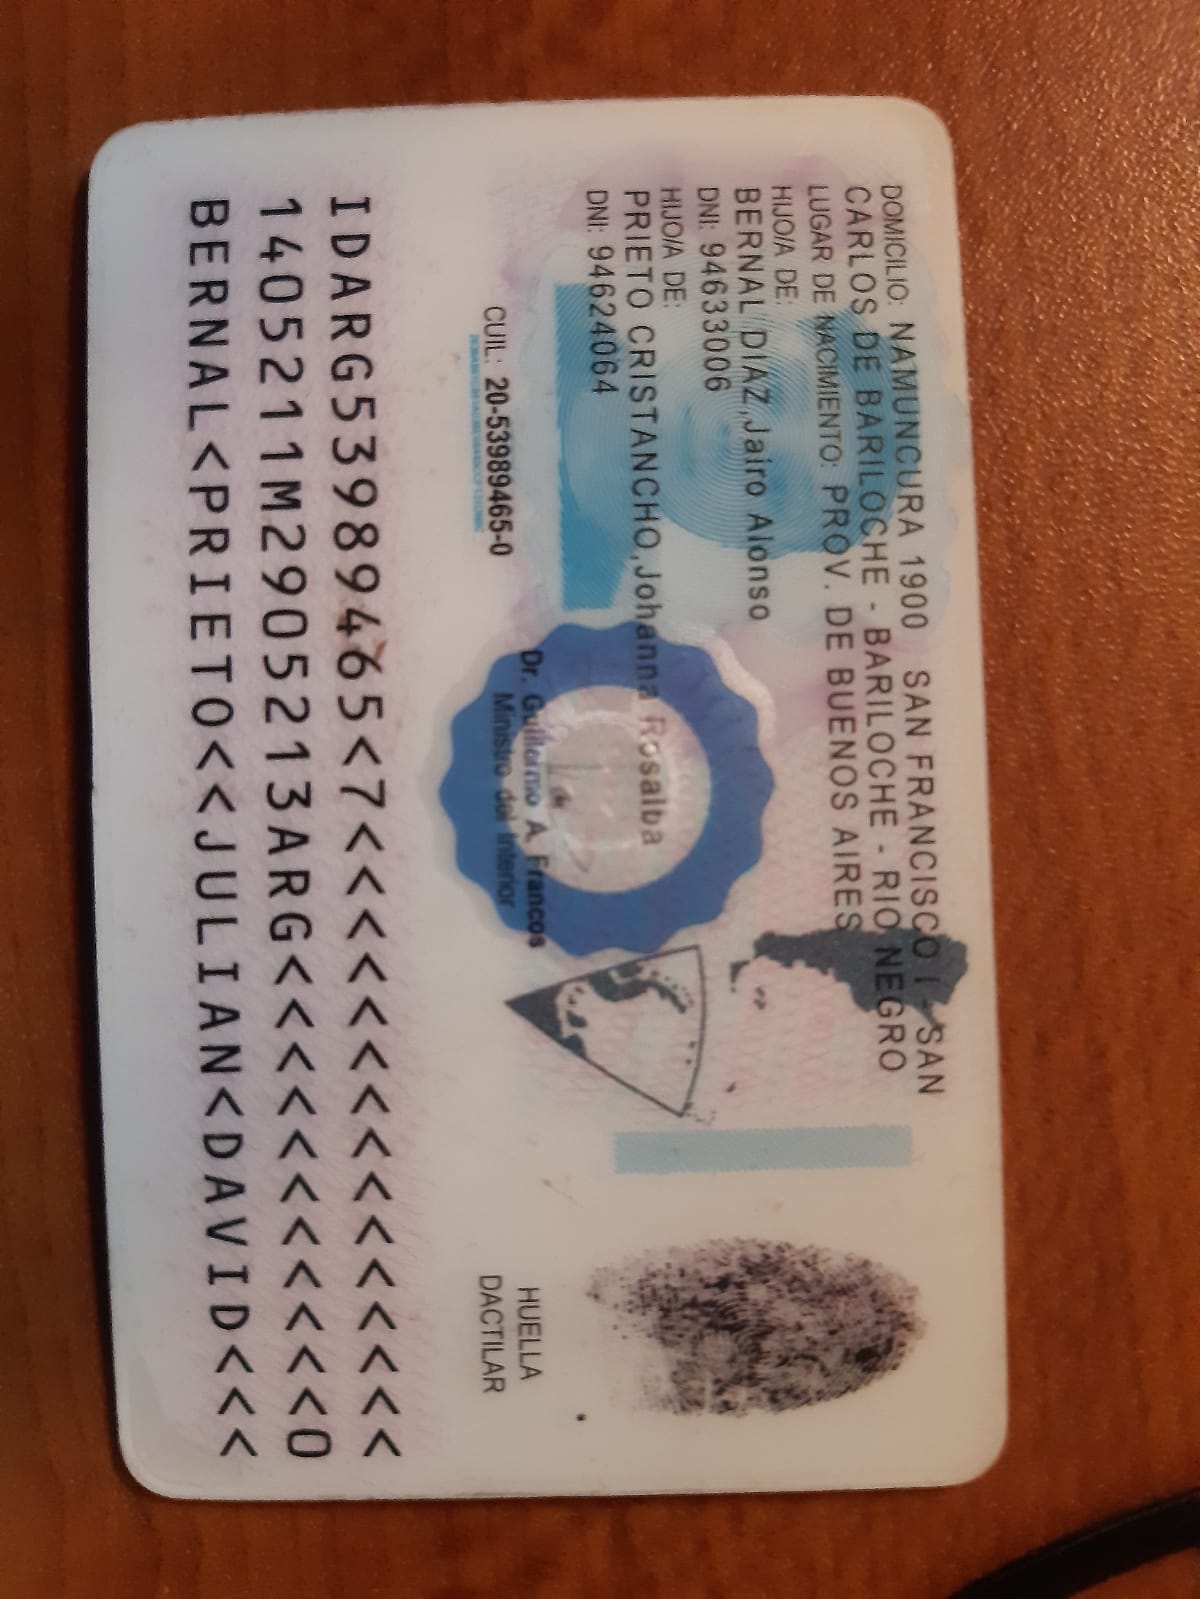 DOMICILIO: NAMUNCURA 1900 SAN FRANCISCO I - SAN
CARLOS DE BARILOCHE - BARILOCHE - RIO NEGRO
LUGAR DE NACIMIENTO: PROV. DE BUENOS AIRES
HIJO/A DE:
BERNAL DIAZ,Jairo Alonso
DNI: 94633006
HIJO/A DE:
PRIETO CRISTANCHO,Johanna Rosalba
DNI: 94624064
CUIL: 20-53989465-0
Dr. Guillermo A. Francos
Ministro del Interior
HUELLA
DACTILAR
IDARG53989465<7<<<<<<<<<<<<<<<
1405211M2905213ARG<<<<<<<<<<<0
BERNAL<PRIETO<<JULIAN<DAVID<<<